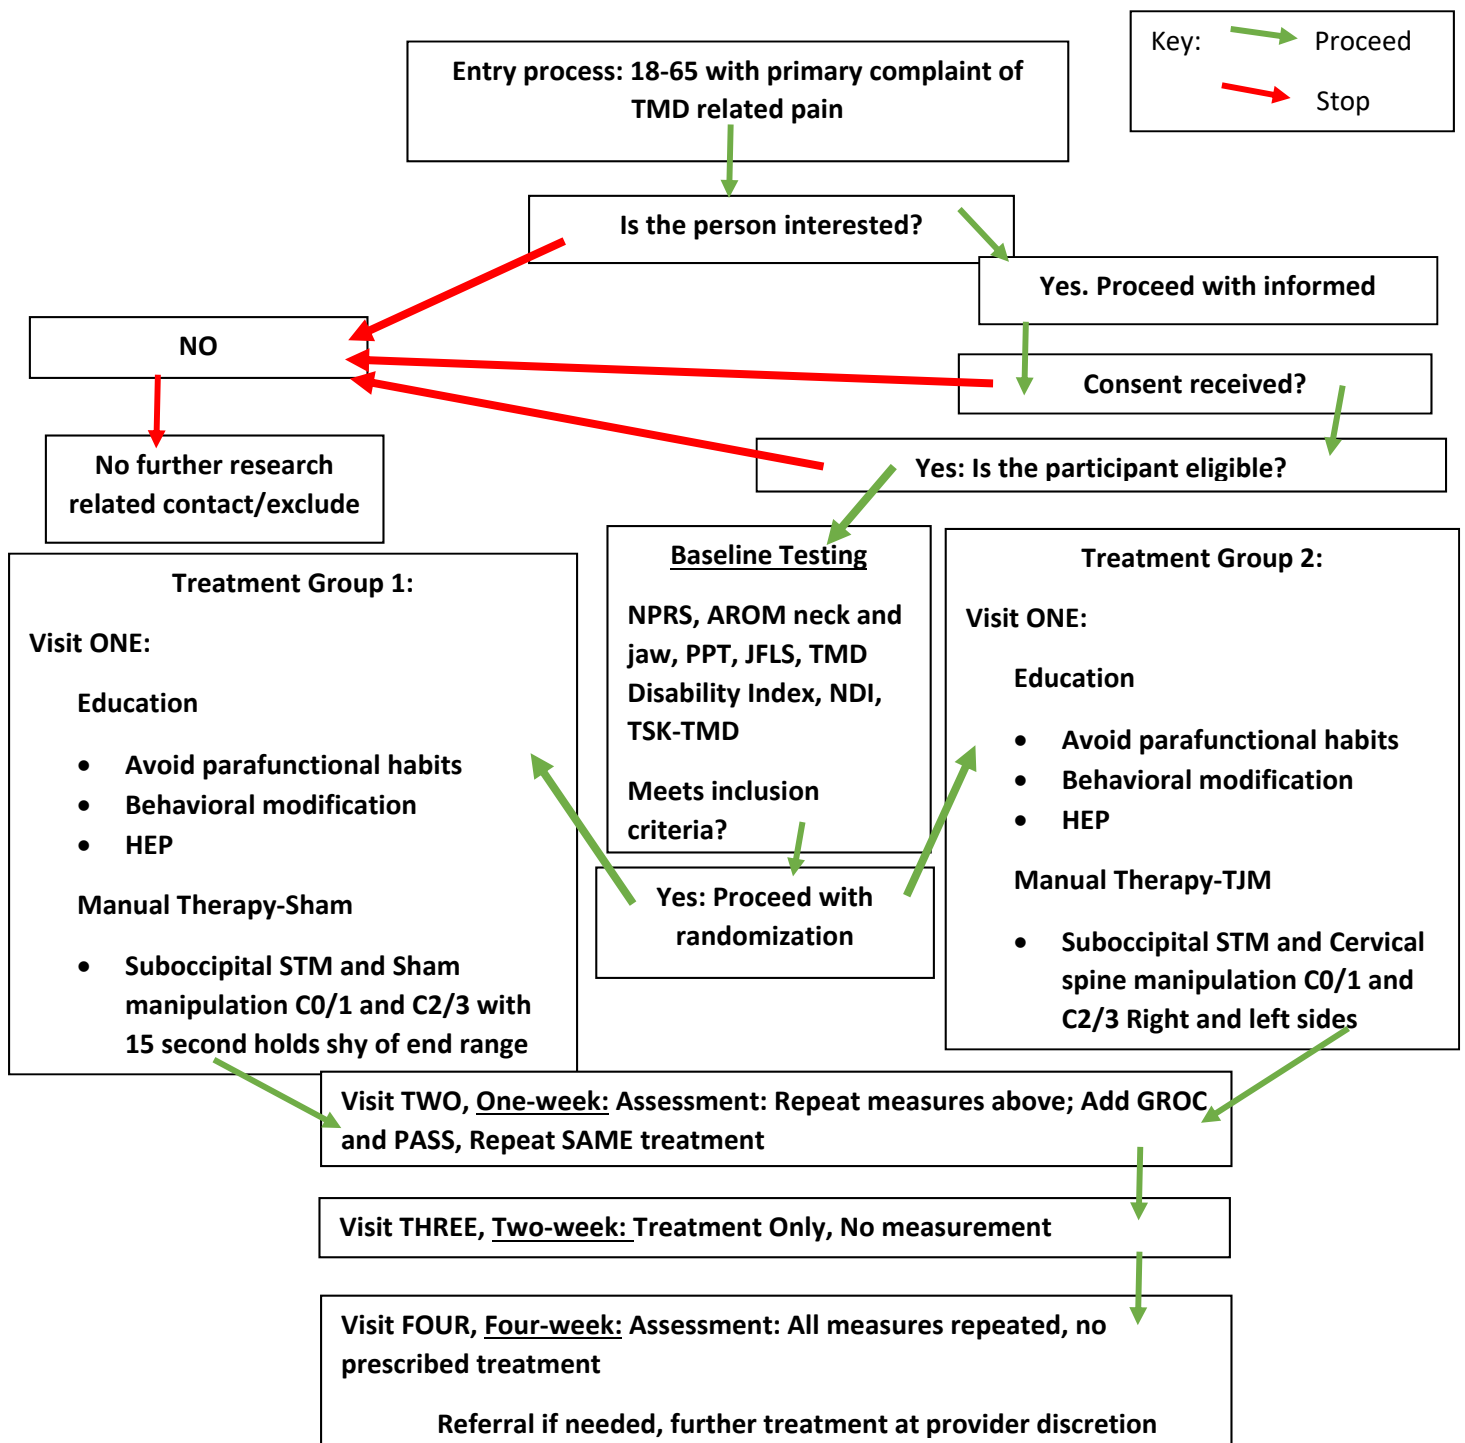 Key:
Proceed
Stop
Entry process: 18-65 with primary complaint of
TMD related pain
Is the person interested?
Yes. Proceed with informed
NO
Consent received?
No further research
related contact/exclude
Yes: Is the participant eligible?
Treatment Group 1:
Visit ONE:
Education
• Avoid parafunctional habits
• Behavioral modification
• HEP
Manual Therapy-Sham
• Suboccipital STM and Sham
manipulation C0/1 and C2/3 with
15 second holds shy of end range
Baseline Testing
NPRS, AROM neck and
jaw, PPT, JFLS, TMD
Disability Index, NDI,
TSK-TMD
Meets inclusion
criteria?
Yes: Proceed with
randomization
Treatment Group 2:
Visit ONE:
Education
• Avoid parafunctional habits
• Behavioral modification
• HEP
Manual Therapy-TJM
• Suboccipital STM and Cervical
spine manipulation C0/1 and
C2/3 Right and left sides
Visit TWO, One-week: Assessment: Repeat measures above; Add GROC
and PASS, Repeat SAME treatment
Visit THREE, Two-week: Treatment Only, No measurement
Visit FOUR, Four-week: Assessment: All measures repeated, no
prescribed treatment
Referral if needed, further treatment at provider discretion